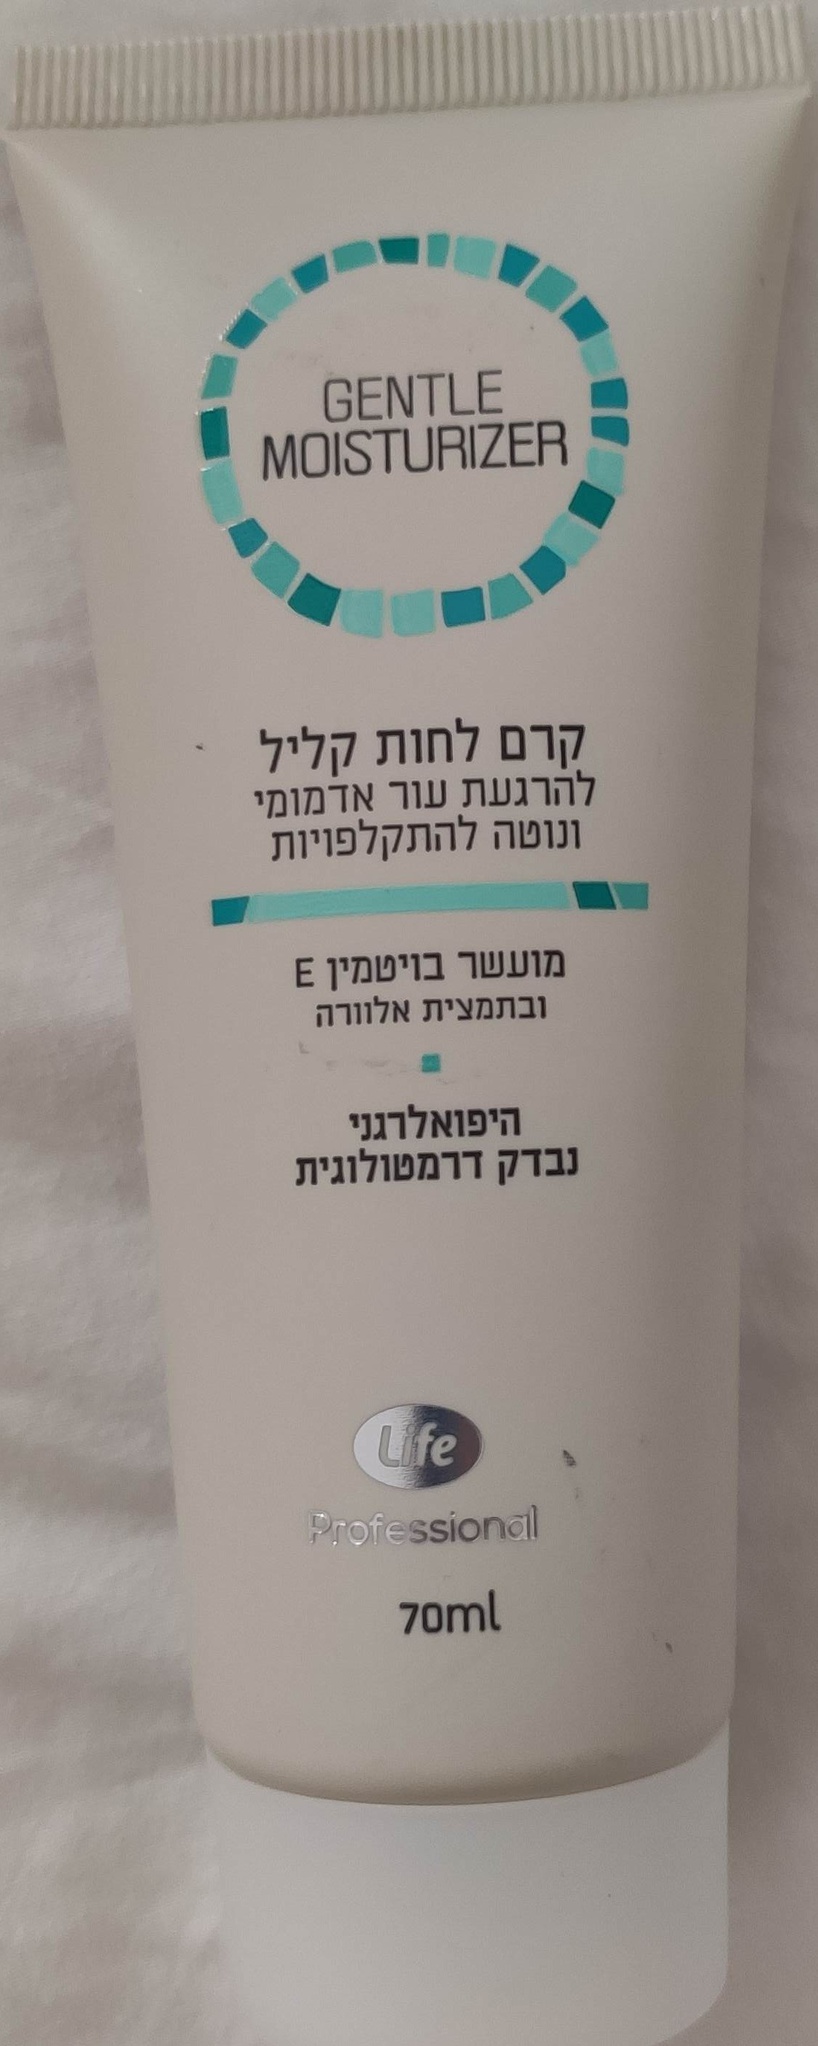 GENTLE
MOISTURIZER
קרם לחות קליל
להרגעת עור אדמומי
ונוטה להתקלפויות
מועשר בויטמין E
ובתמצית אלוורה
היפואלרגני
נבדק דרמטולוגית
Life
Professional
70ml